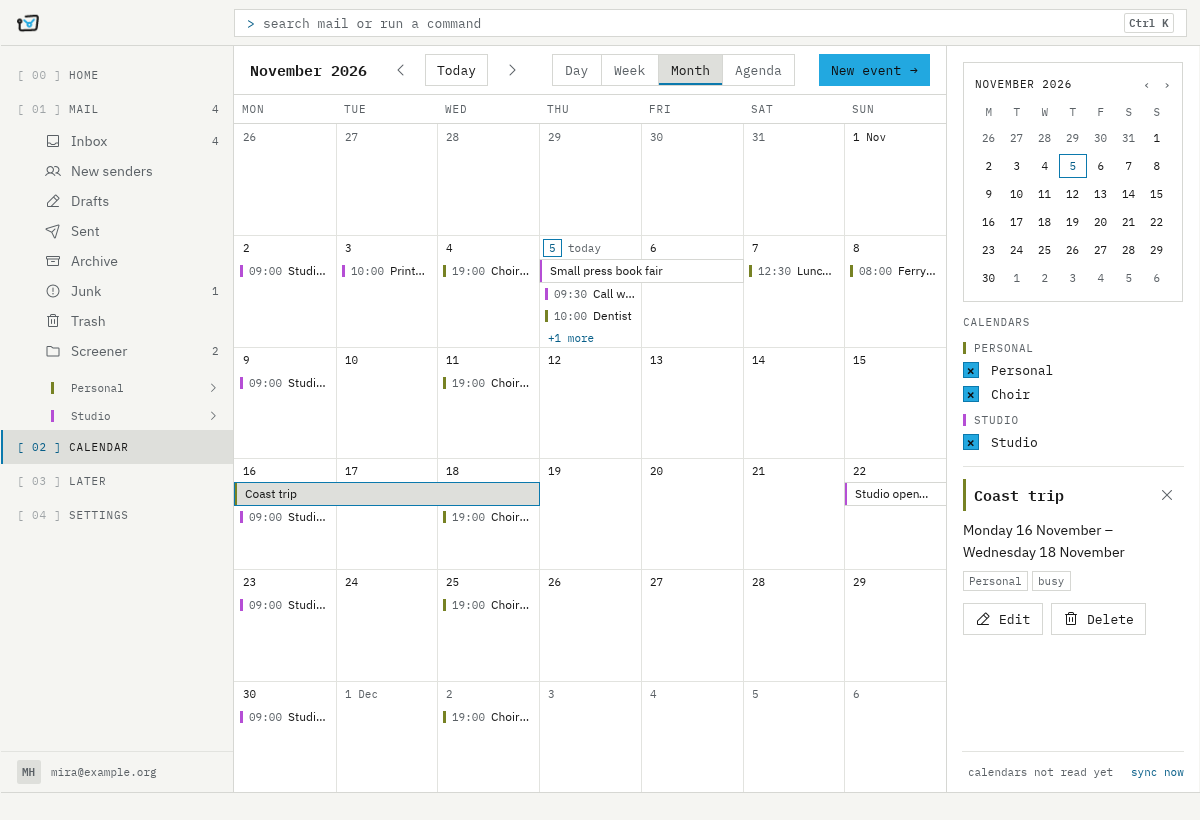 > search mail or run a command Ctrl K
[ 00 ] HOME
[ 01 ] MAIL 4
Inbox 4
New senders
Drafts
Sent
Archive
Junk 1
Trash
Screener 2
Personal
Studio
[ 02 ] CALENDAR
[ 03 ] LATER
[ 04 ] SETTINGS
MH mira@example.org
November 2026 Today Day Week Month Agenda New event →
MON TUE WED THU FRI SAT SUN
26 27 28 29 30 31 1 Nov
2 3 4 5 today 6 7 8
09:00 Studi… 10:00 Print… 19:00 Choir… Small press book fair 12:30 Lunc… 08:00 Ferry…
09:30 Call w…
10:00 Dentist
+1 more
9 10 11 12 13 14 15
09:00 Studi… 19:00 Choir…
16 17 18 19 20 21 22
Coast trip Studio open…
09:00 Studi… 19:00 Choir…
23 24 25 26 27 28 29
09:00 Studi… 19:00 Choir…
30 1 Dec 2 3 4 5 6
09:00 Studi… 19:00 Choir…
NOVEMBER 2026 ‹ ›
M T W T F S S
26 27 28 29 30 31 1
2 3 4 5 6 7 8
9 10 11 12 13 14 15
16 17 18 19 20 21 22
23 24 25 26 27 28 29
30 1 2 3 4 5 6
CALENDARS
PERSONAL
Personal
Choir
STUDIO
Studio
Coast trip
Monday 16 November –
Wednesday 18 November
Personal busy
Edit Delete
calendars not read yet sync now